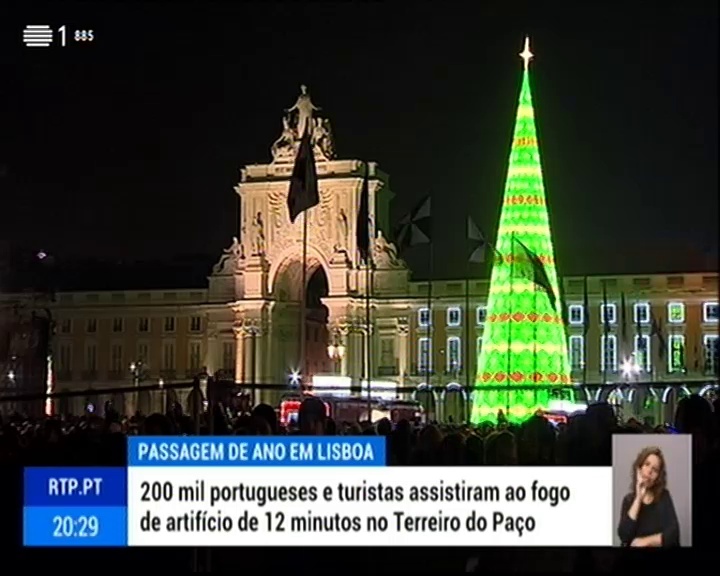 1 885
PASSAGEM DE ANO EM LISBOA
RTP.PT
20:29
200 mil portugueses e turistas assistiram ao fogo
de artifício de 12 minutos no Terreiro do Paço